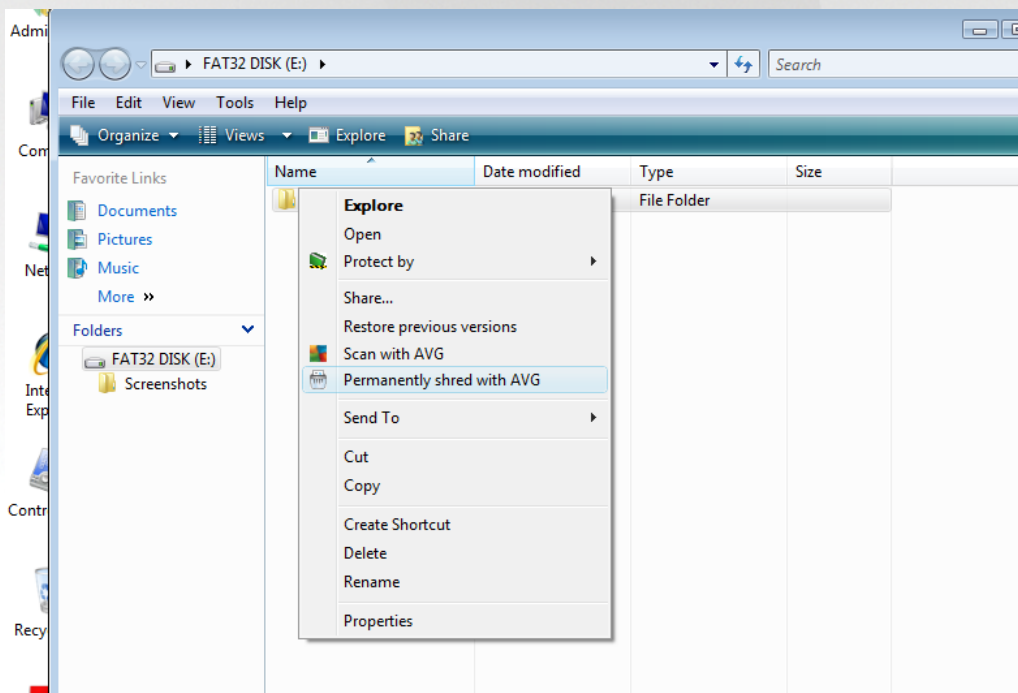 Admi
FAT32 DISK (E:)
Search
File Edit View Tools Help
Organize Views Explore Share
Com
Name Date modified Type Size
Favorite Links
File Folder
Documents
Pictures
Music
More »
Folders
FAT32 DISK (E:)
Screenshots
Explore
Open
Protect by
Share...
Restore previous versions
Scan with AVG
Permanently shred with AVG
Send To
Cut
Copy
Create Shortcut
Delete
Rename
Properties
Net
Inte
Exp
Contr
Recy